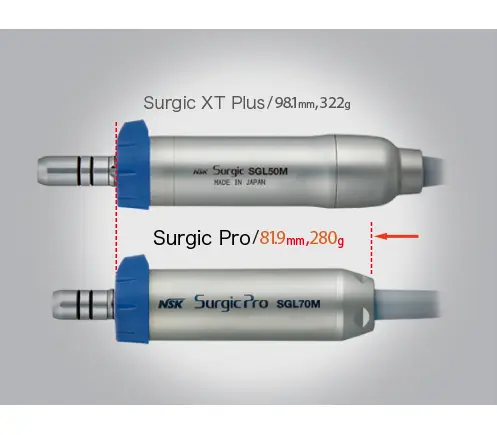 Surgic XT Plus/98.1mm,322g
NSK Surgic SGL50M
MADE IN JAPAN
Surgic Pro/81.9mm,280g
NSK SurgicPro SGL70M